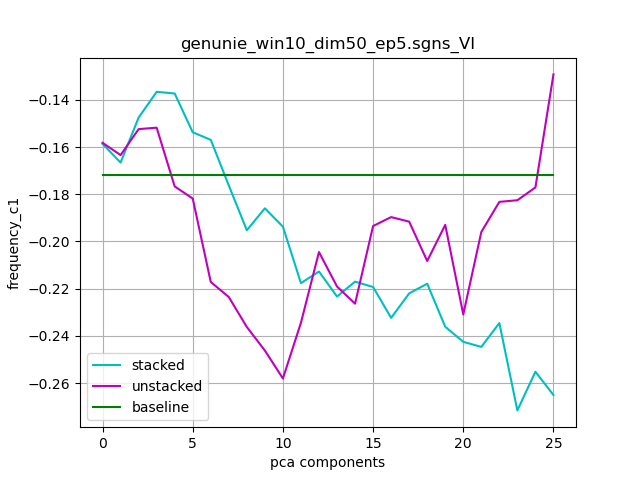 genunie_win10_dim50_ep5.sgns_VI
frequency_c1
−0.14
−0.16
−0.18
−0.20
−0.22
−0.24
−0.26
stacked
unstacked
baseline
0 5 10 15 20 25
pca components